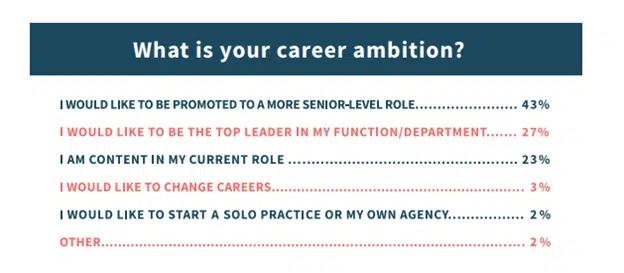 What is your career ambition?
I WOULD LIKE TO BE PROMOTED TO A MORE SENIOR-LEVEL ROLE...................... 43%
I WOULD LIKE TO BE THE TOP LEADER IN MY FUNCTION/DEPARTMENT....... 27%
I AM CONTENT IN MY CURRENT ROLE ................................................. 23%
I WOULD LIKE TO CHANGE CAREERS...................................................... 3%
I WOULD LIKE TO START A SOLO PRACTICE OR MY OWN AGENCY................ 2%
OTHER........................................................................................... 2%